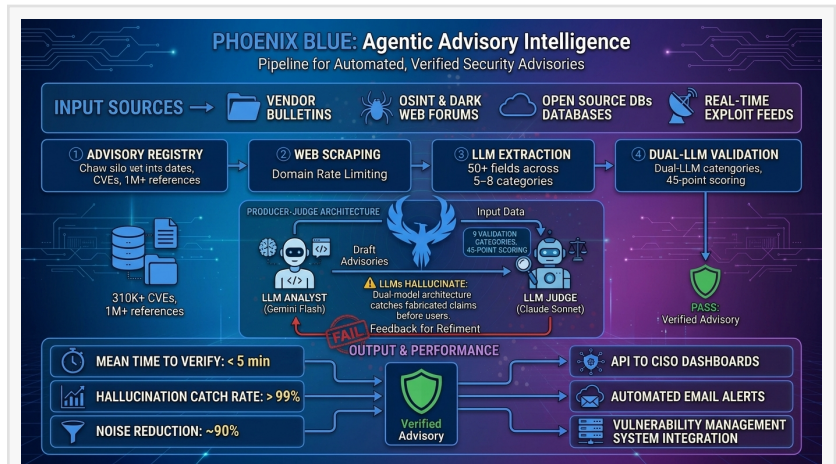 PHOENIX BLUE: Agentic Advisory Intelligence
Pipeline for Automated, Verified Security Advisories
INPUT SOURCES
VENDOR
BULLETINS
OSINT & DARK
WEB FORUMS
OPEN SOURCE DBs
DATABASES
REAL-TIME
EXPLOIT FEEDS
① ADVISORY REGISTRY
Chaw silo vet inṫs dates,
CVEs, 1M+ references
② WEB SCRAPING
Domain Rate Limiting
③ LLM EXTRACTION
50+ fields across
5–8 categories
④ DUAL-LLM VALIDATION
Dual-LLM catengories,
45-point scoring
310K+ CVEs,
1M+ references
PRODUCER-JUDGE ARCHITECTURE
Input Data
9 VALIDATION
CATEGORIES,
45-POINT SCORING
Draft
Advisories
</>
</>
LLM ANALYST
(Gemini Flash)
LLMs HALLUCINATE:
Dual-model architecture
catches fabricated claims
before users.
LLM JUDGE
(Claude Sonnet)
FAIL
Feedback for Refiment
PASS:
Verified Advisory
OUTPUT & PERFORMANCE
MEAN TO VERIFY: < 5 min
HALLUCINATION CATCH RATE: > 99%
NOISE REDUCTION: ~90%
Verified
Advisory
API TO CISO DASHBOARDS
AUTOMATED EMAIL ALERTS
VULNERABILITY MANAGEMENT
SYSTEM INTEGRATION